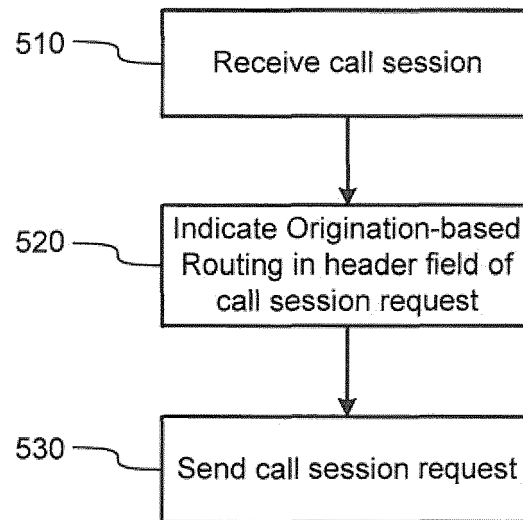 510
Receive call session
520
Indicate Origination-based
Routing in header field of
call session request
530
Send call session request